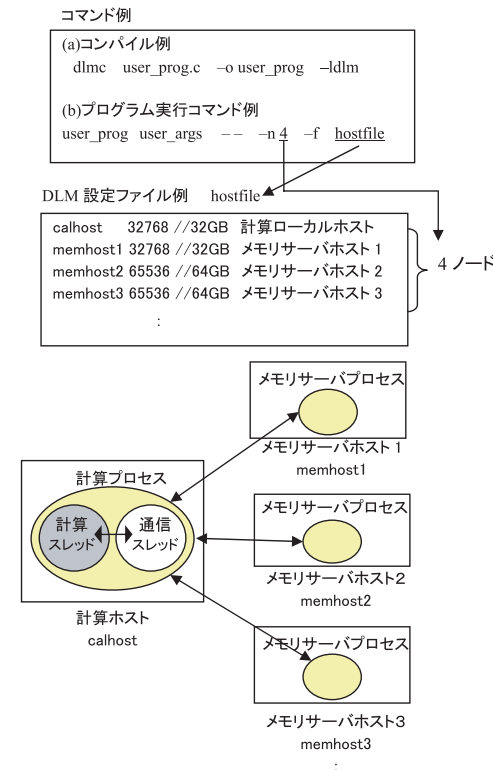 コマンド例
(a)コンパイル例
dlmc user_prog.c –o user_prog –ldlm
(b)プログラム実行コマンド例
user_prog user_args –– –n 4 –f hostfile
DLM 設定ファイル例 hostfile
calhost 32768 //32GB 計算ローカルホスト
memhost1 32768 //32GB メモリサーバホスト 1
memhost2 65536 //64GB メモリサーバホスト 2
memhost3 65536 //64GB メモリサーバホスト 3
:
4 ノード
メモリサーバプロセス
メモリサーバホスト 1
memhost1
計算プロセス
計算
スレッド
通信
スレッド
計算ホスト
calhost
メモリサーバプロセス
メモリサーバホスト2
memhost2
メモリサーバプロセス
メモリサーバホスト3
memhost3
: